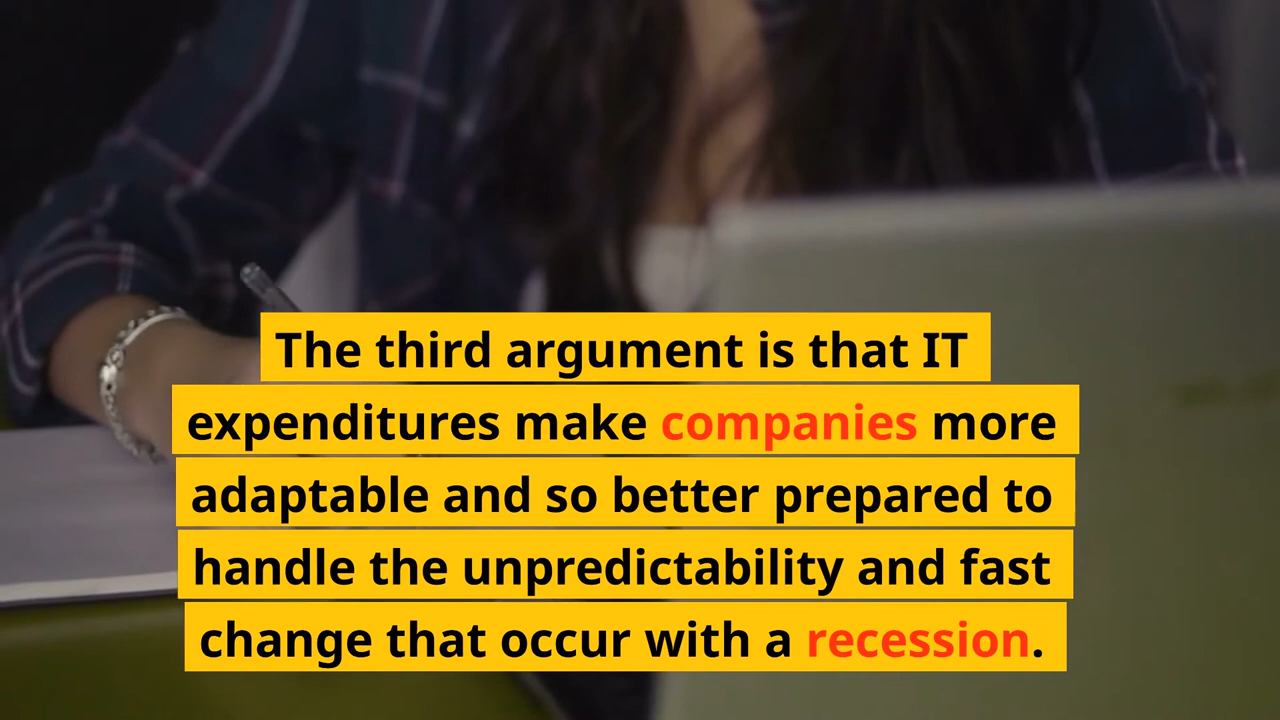 The third argument is that IT
expenditures make companies more
adaptable and so better prepared to
handle the unpredictability and fast
change that occur with a recession.